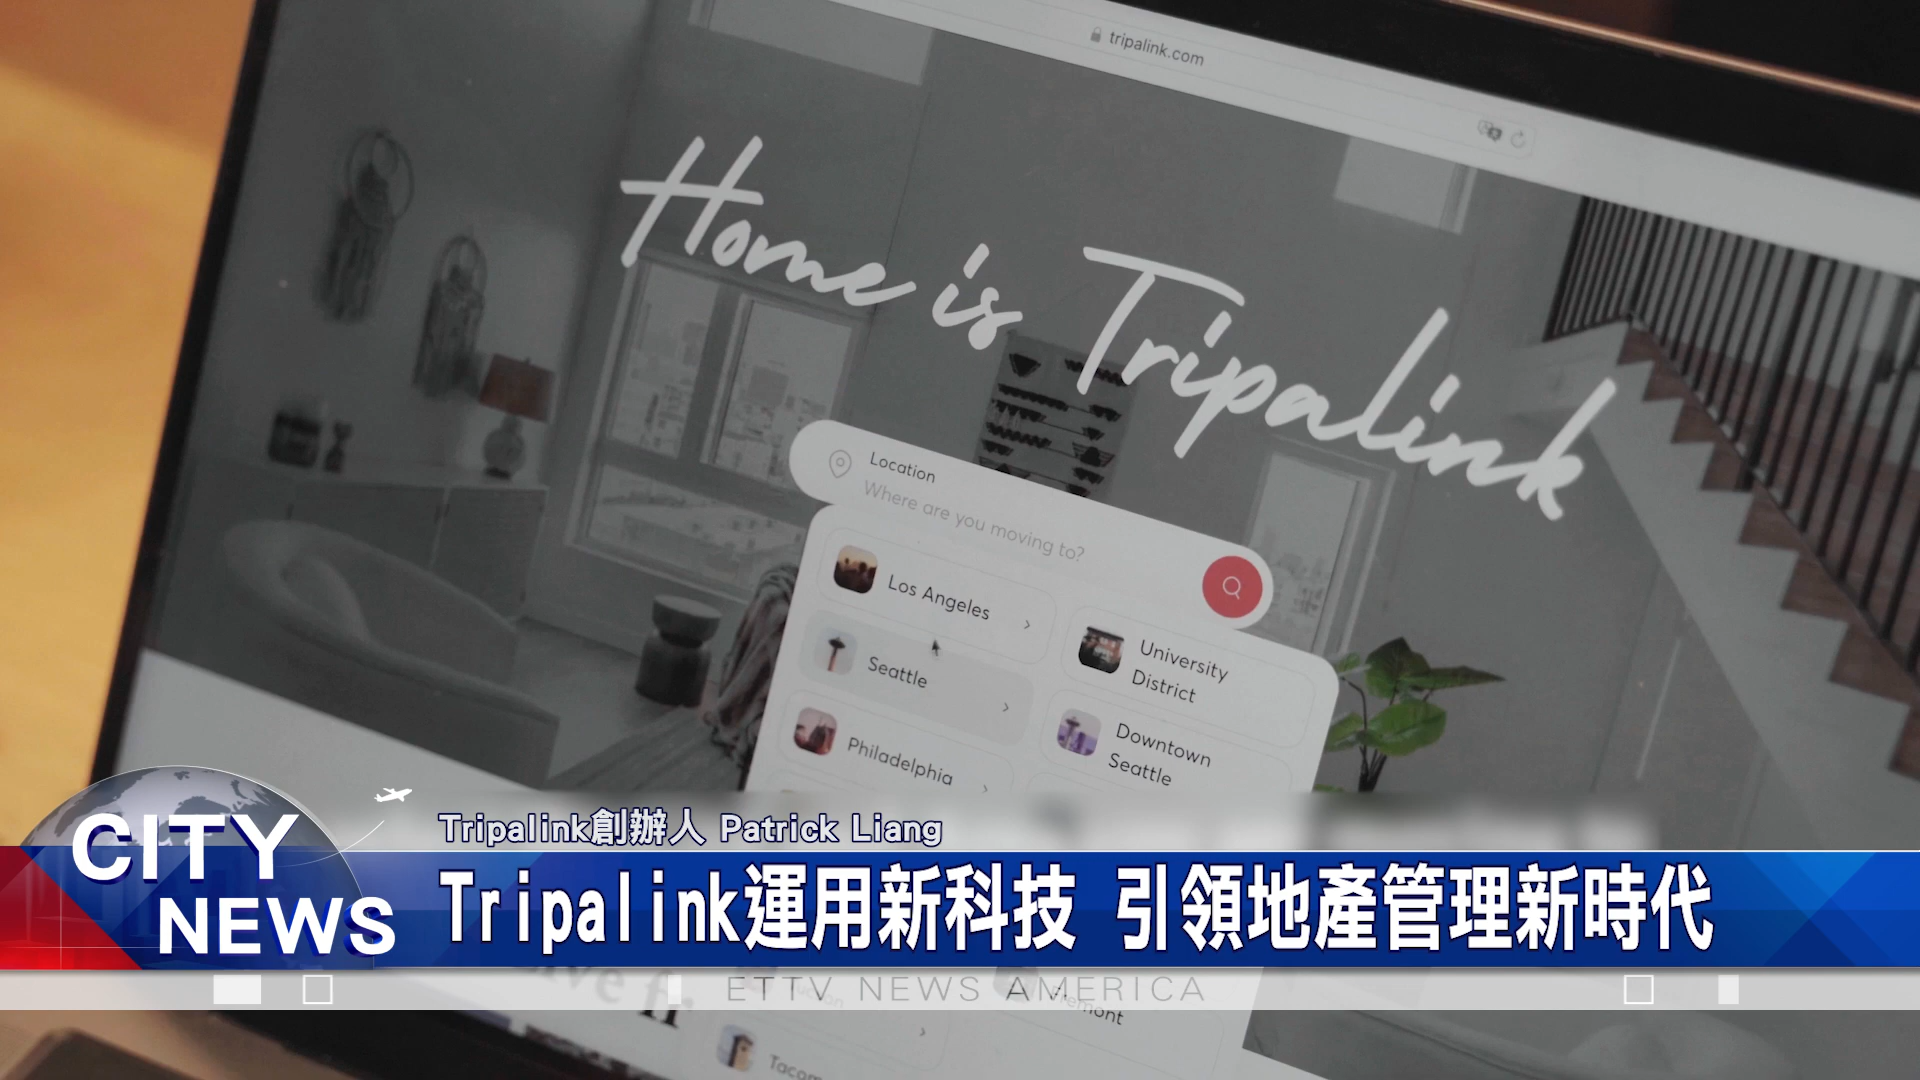 tripalink.com
Home is Tripalink
Location
Where are you moving to?
Los Angeles
Seattle
Philadelphia
University
District
Downtown
Seattle
Tripalink創辦人 Patrick Liang
CITY
NEWS
Tripalink運用新科技 引領地產管理新時代
ETTV NEWS AMERICA